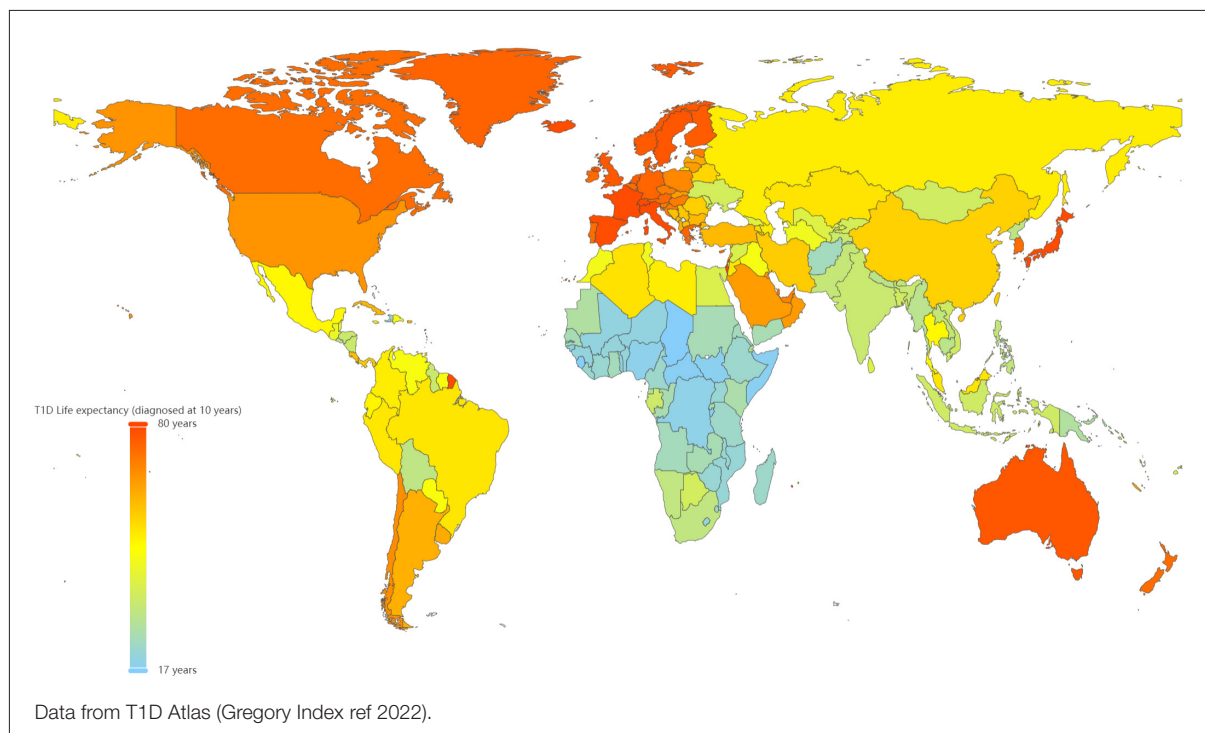 T1D Life expectancy (diagnosed at 10 years)
80 years
17 years
Data from T1D Atlas (Gregory Index ref 2022).